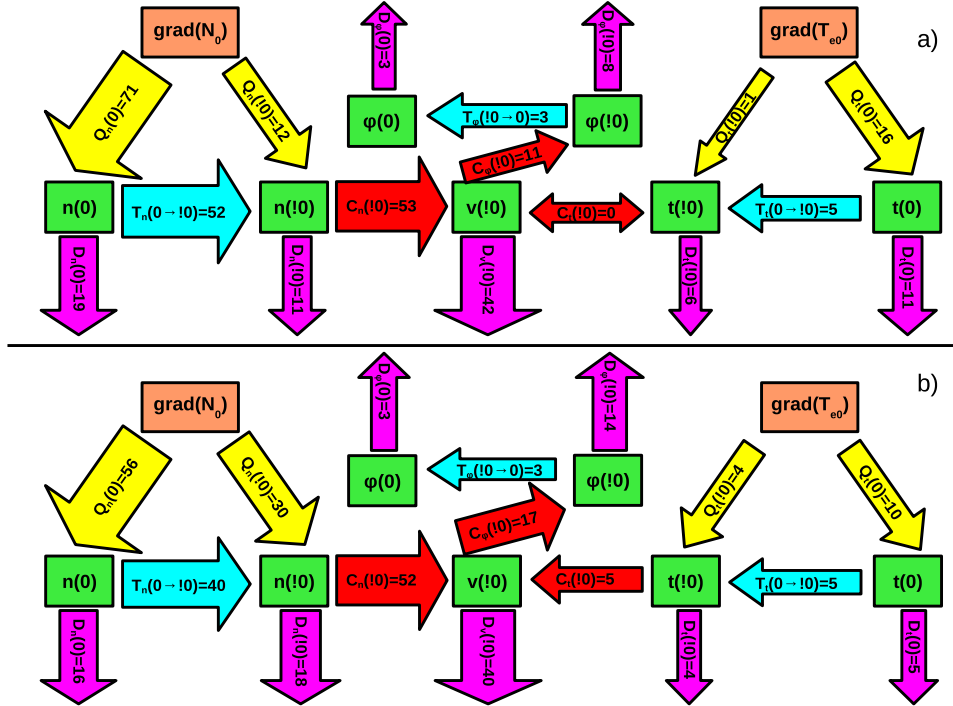 a)
grad(N₀)
grad(Tₑ₀)
Dφ(0)=3
Dφ(!0)=8
Qₙ(0)=71
Qₙ(!0)=12
Qₜ(!0)=1
Qₜ(0)=16
φ(0)
Tφ(!0→0)=3
φ(!0)
Cφ(!0)=11
n(0)
Tₙ(0→!0)=52
n(!0)
Cₙ(!0)=53
v(!0)
Cₜ(!0)=0
t(!0)
Tₜ(0→!0)=5
t(0)
Dₙ(0)=19
Dₙ(!0)=11
Dᵥ(!0)=42
Dₜ(!0)=6
Dₜ(0)=11
b)
grad(N₀)
grad(Tₑ₀)
Dφ(0)=3
Dφ(!0)=14
Qₙ(0)=56
Qₙ(!0)=30
Qₜ(!0)=4
Qₜ(0)=10
φ(0)
Tφ(!0→0)=3
φ(!0)
Cφ(!0)=17
n(0)
Tₙ(0→!0)=40
n(!0)
Cₙ(!0)=52
v(!0)
Cₜ(!0)=5
t(!0)
Tₜ(0→!0)=5
t(0)
Dₙ(0)=16
Dₙ(!0)=18
Dᵥ(!0)=40
Dₜ(!0)=4
Dₜ(0)=5